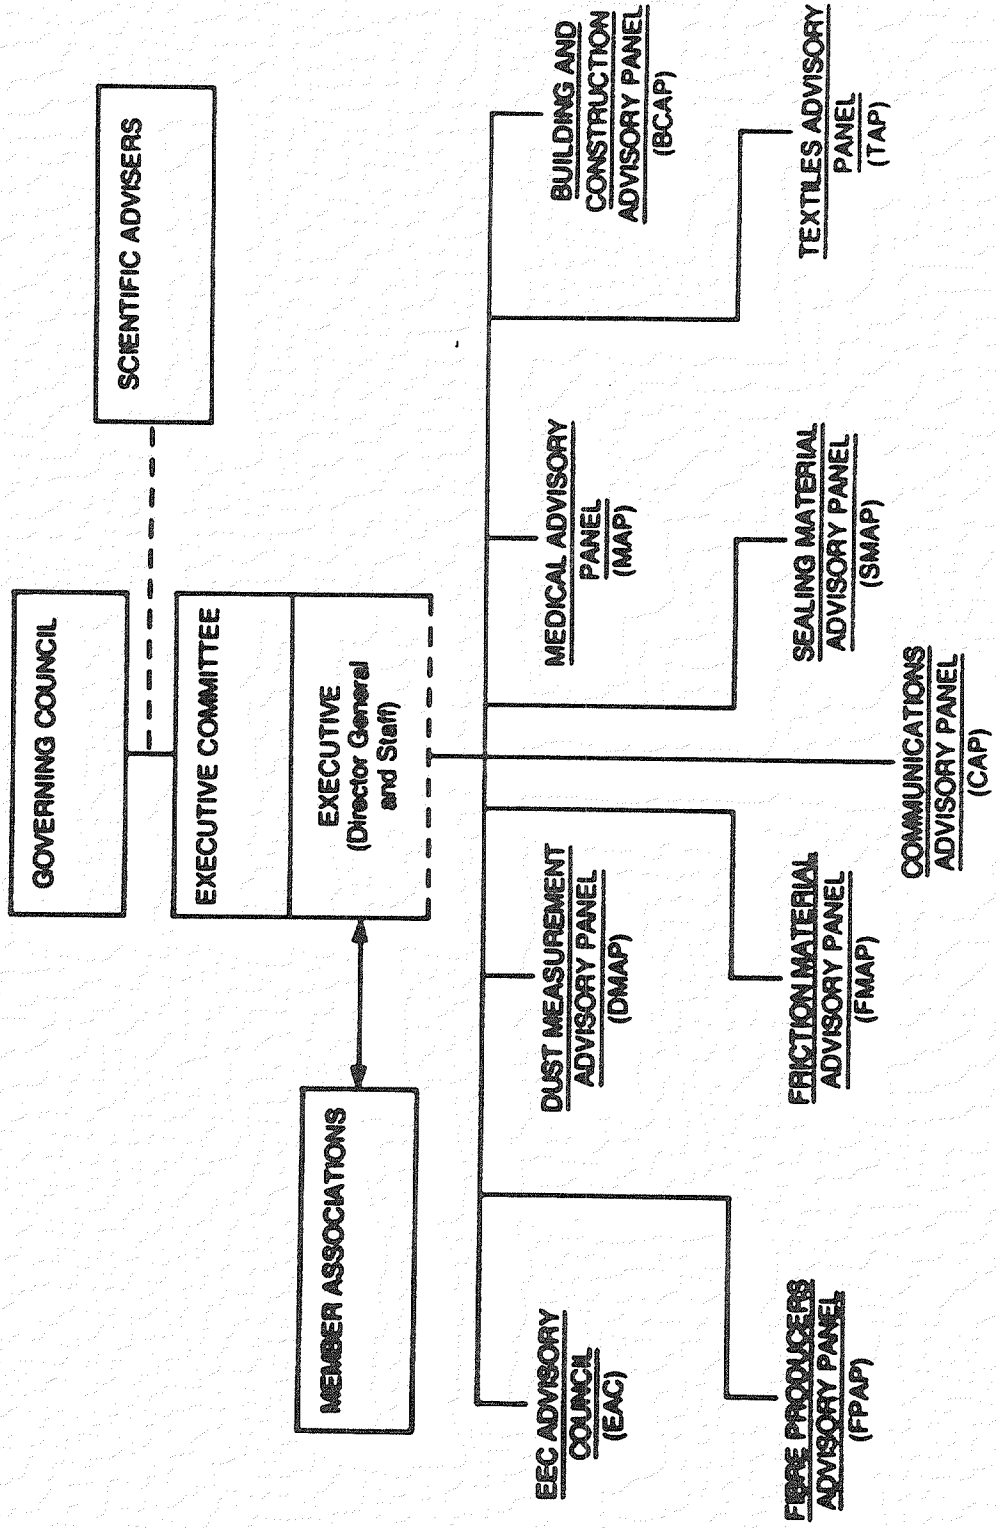 GOVERNING COUNCIL
SCIENTIFIC ADVISERS
EXECUTIVE COMMITTEE
EXECUTIVE
(Director General
and Staff)
MEMBER ASSOCIATIONS
EEC ADVISORY
COUNCIL
(EAC)
DUST MEASUREMENT
ADVISORY PANEL
(DMAP)
MEDICAL ADVISORY
PANEL
(MAP)
BUILDING AND
CONSTRUCTION
ADVISORY PANEL
(BCAP)
FIBRE PRODUCERS
ADVISORY PANEL
(FPAP)
FRICTION MATERIAL
ADVISORY PANEL
(FMAP)
SEALING MATERIAL
ADVISORY PANEL
(SMAP)
TEXTILES ADVISORY
PANEL
(TAP)
COMMUNICATIONS
ADVISORY PANEL
(CAP)